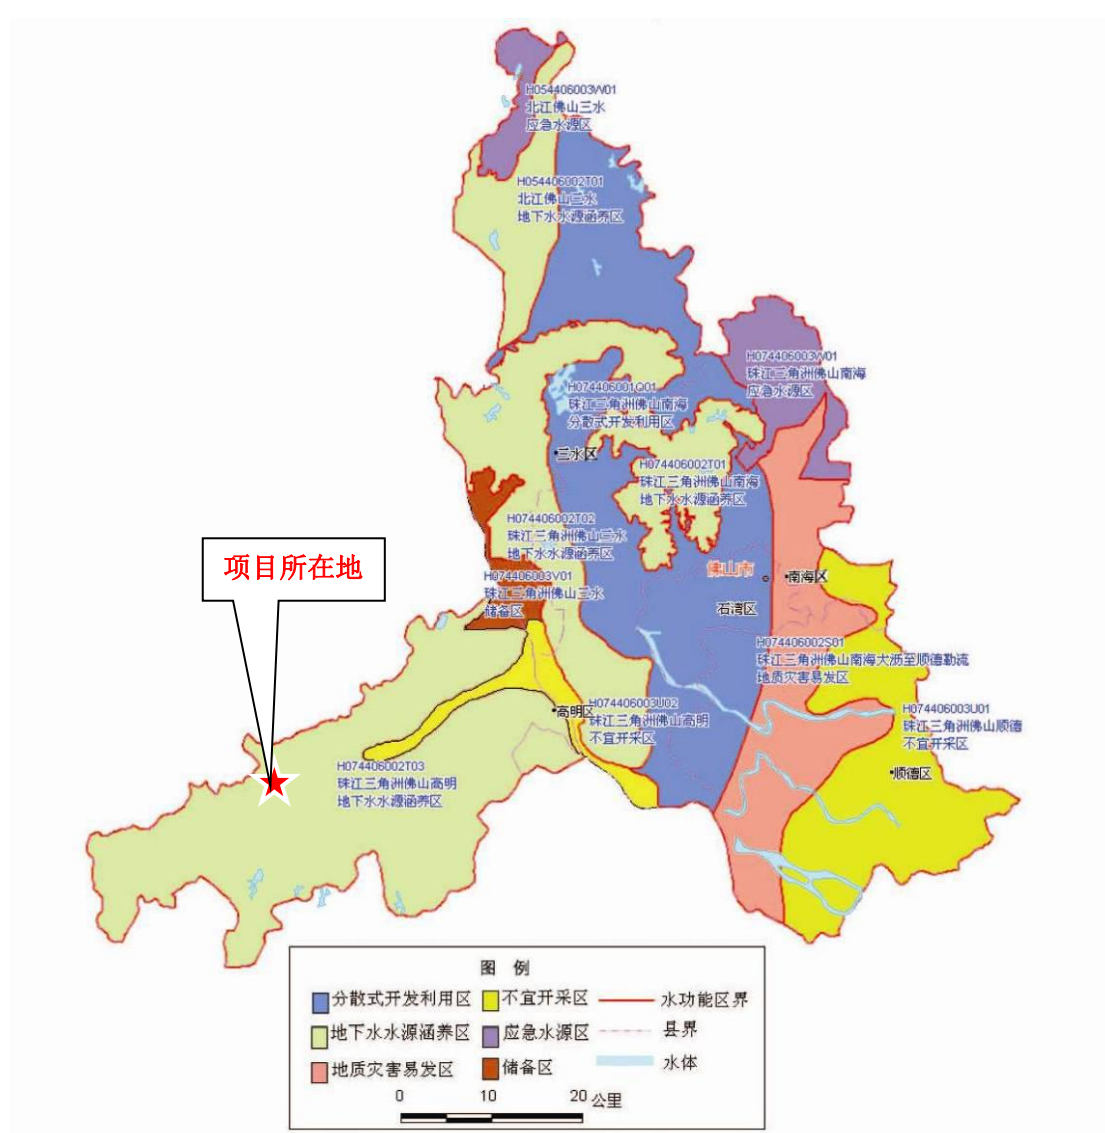 H054406003W01
北江佛山三水
应急水源区
H054406002T01
北江佛山三水
地下水水源涵养区
H074406003W01
珠江三角洲佛山南海
应急水源区
H074406001Q01
珠江三角洲佛山南海
分散式开发利用区
三水区
H074406002T01
珠江三角洲佛山南海
地下水水源涵养区
H074406002T02
珠江三角洲佛山三水
地下水水源涵养区
H074406003V01
珠江三角洲佛山三水
储备区
项目所在地
佛山市
南海区
石湾区
H074406002S01
珠江三角洲佛山南海大沥至顺德勒流
地质灾害易发区
H074406003U02
珠江三角洲佛山高明
不宜开采区
高明区
H074406003U01
珠江三角洲佛山顺德
不宜开采区
顺德区
H074406002T03
珠江三角洲佛山高明
地下水水源涵养区
图 例
分散式开发利用区 不宜开采区 水功能区界
地下水水源涵养区 应急水源区 县界
地质灾害易发区 储备区 水体
0 10 20 公里